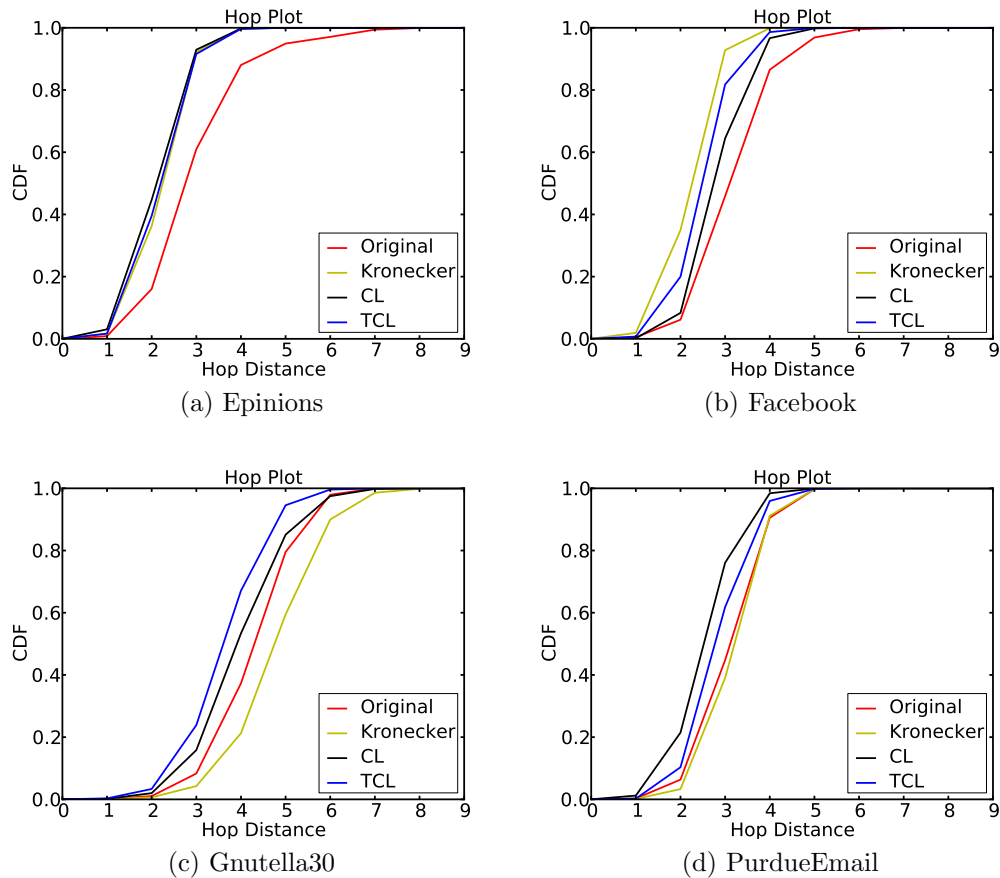 Hop Plot
1.0
0.8
0.6
0.4
0.2
0.0
CDF
0 1 2 3 4 5 6 7 8 9
Hop Distance
Original
Kronecker
CL
TCL
(a) Epinions
Hop Plot
1.0
0.8
0.6
0.4
0.2
0.0
CDF
0 1 2 3 4 5 6 7 8 9
Hop Distance
Original
Kronecker
CL
TCL
(b) Facebook
Hop Plot
1.0
0.8
0.6
0.4
0.2
0.0
CDF
0 1 2 3 4 5 6 7 8 9
Hop Distance
Original
Kronecker
CL
TCL
(c) Gnutella30
Hop Plot
1.0
0.8
0.6
0.4
0.2
0.0
CDF
0 1 2 3 4 5 6 7 8 9
Hop Distance
Original
Kronecker
CL
TCL
(d) PurdueEmail